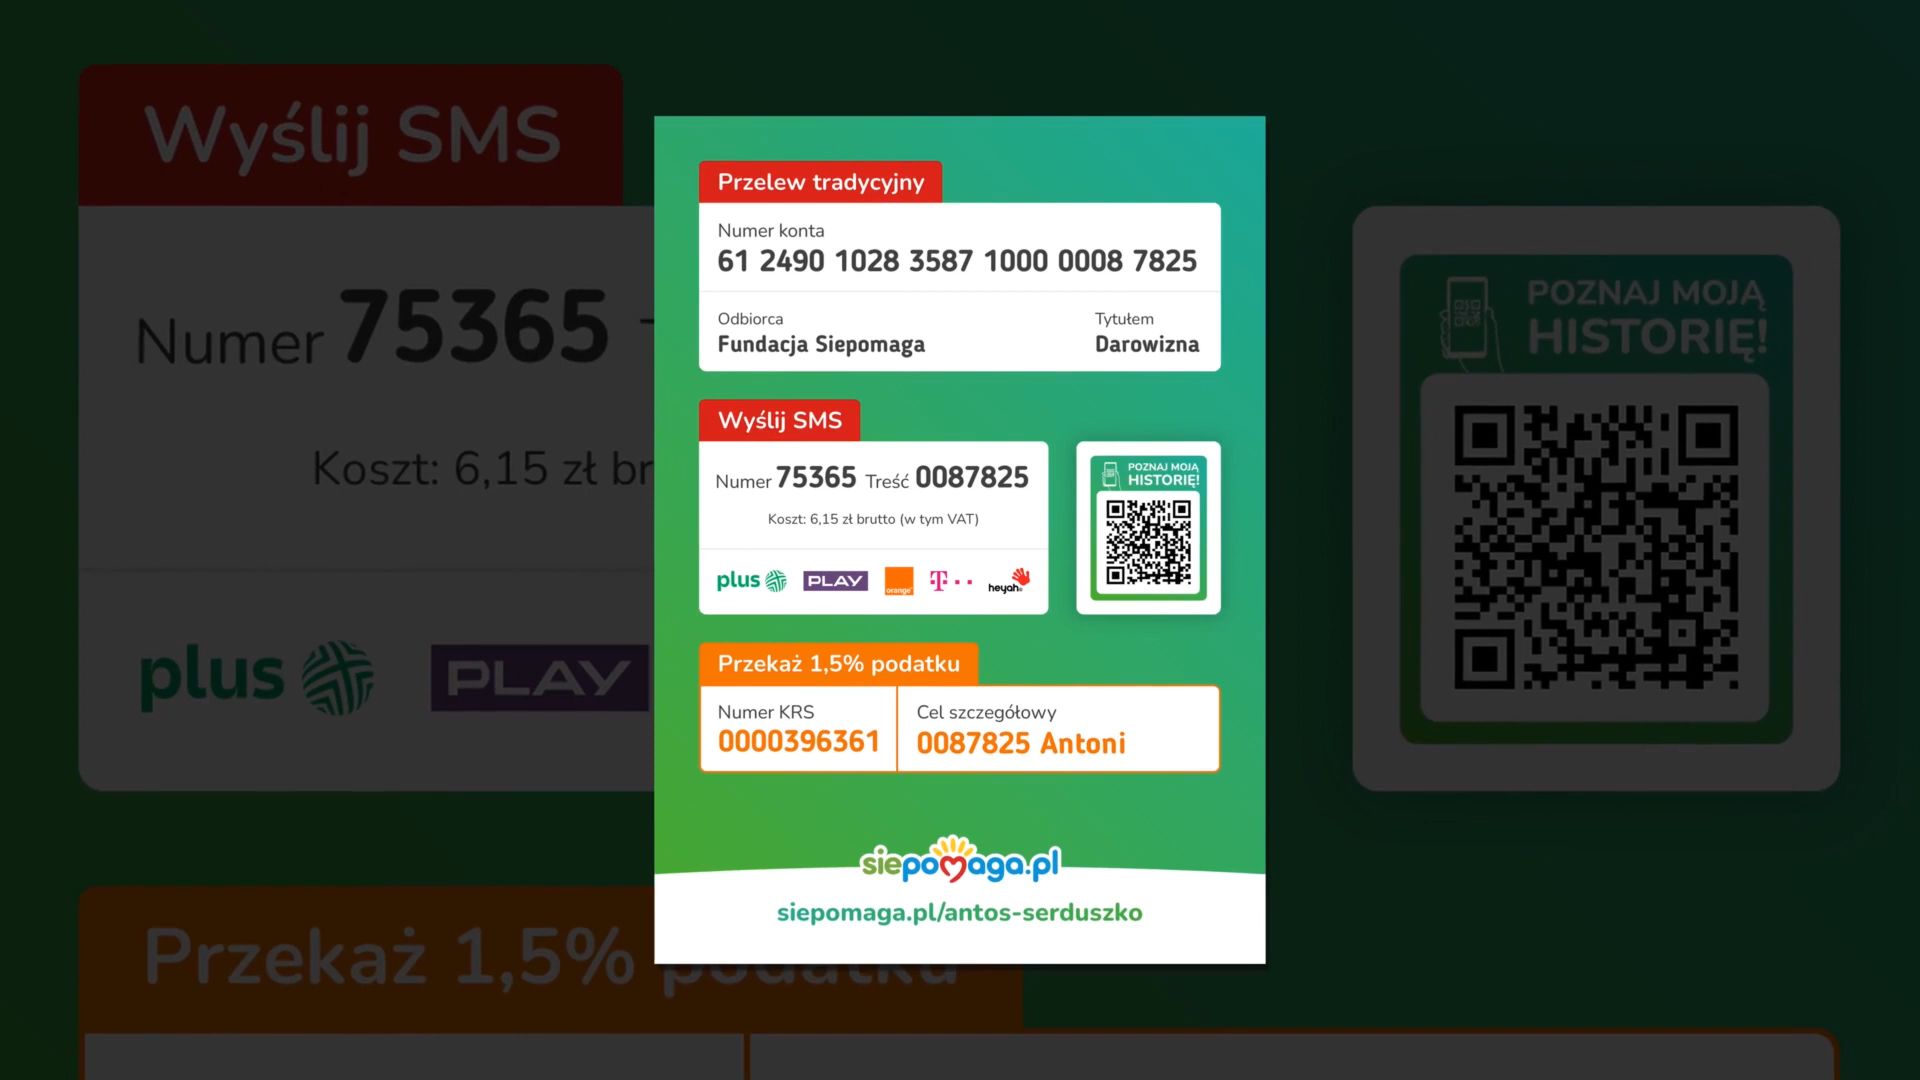 Wyślij SMS
Numer 75365
Koszt: 6,15 zł br
plus
PLAY
Przekaż 1,5% podatku
Przelew tradycyjny
Numer konta
61 2490 1028 3587 1000 0008 7825
Odbiorca Tytułem
Fundacja Siepomaga Darowizna
Wyślij SMS
Numer 75365 Treść 0087825
Koszt: 6,15 zł brutto (w tym VAT)
plus PLAY orange T heyah
POZNAJ MOJĄ
HISTORIĘ!
Przekaż 1,5% podatku
Numer KRS Cel szczegółowy
0000396361 0087825 Antoni
siepomaga.pl
siepomaga.pl/antos-serduszko
POZNAJ MOJĄ
HISTORIĘ!